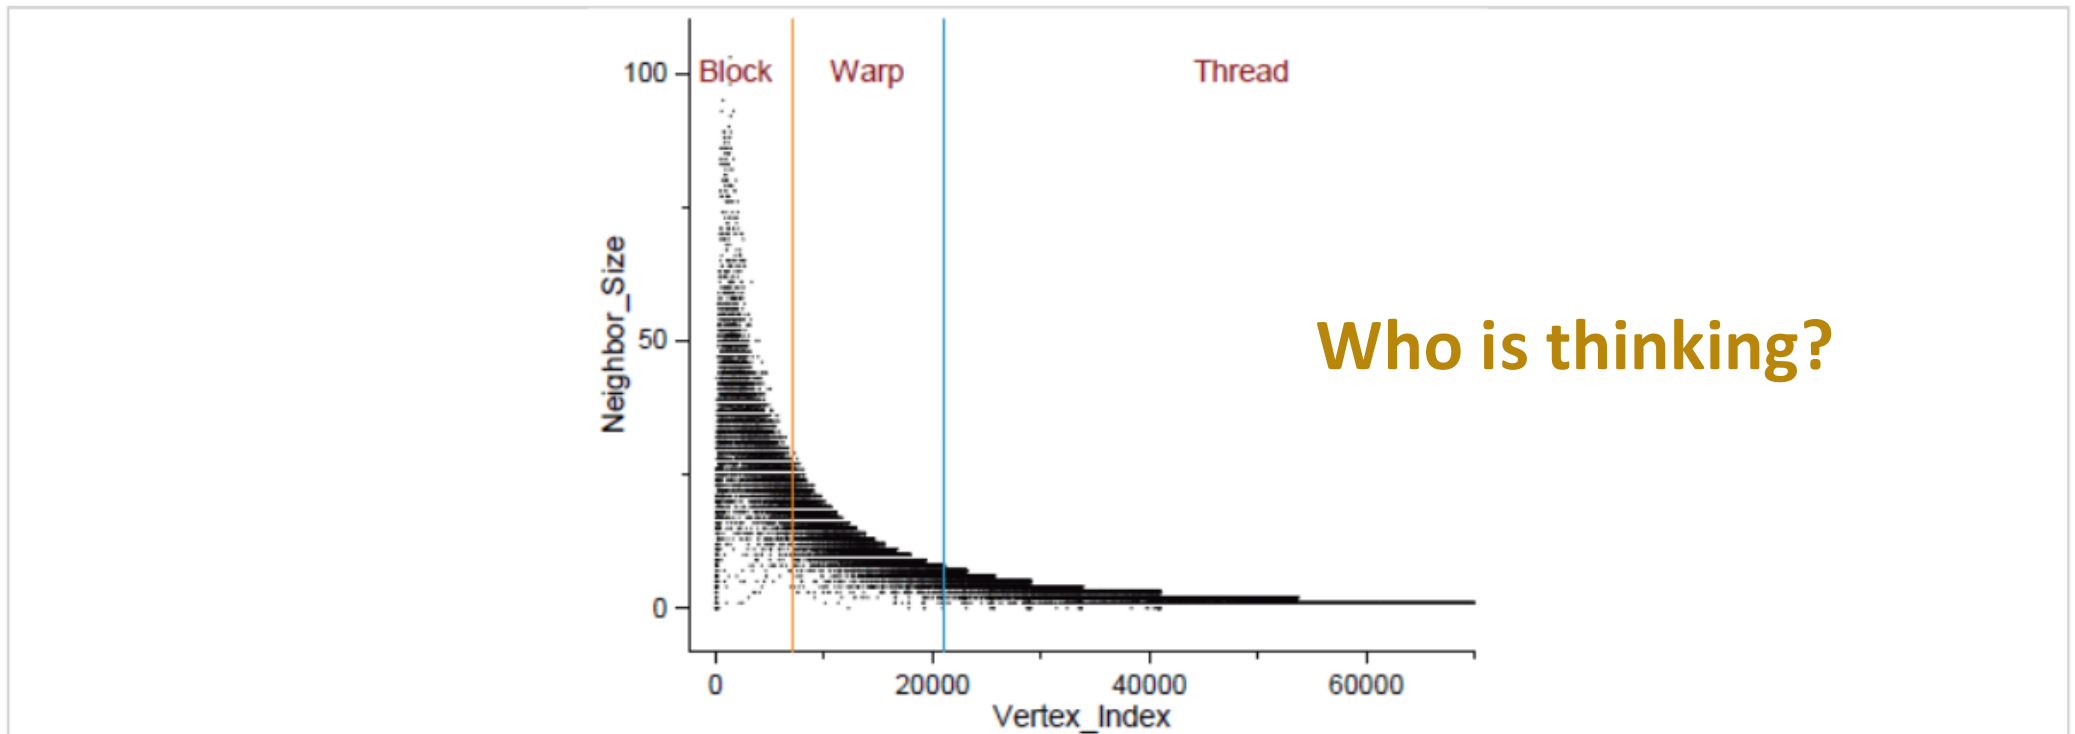 Block Warp Thread
100
50
0
Neighbor_Size
Who is thinking?
0 20000 40000 60000
Vertex_Index